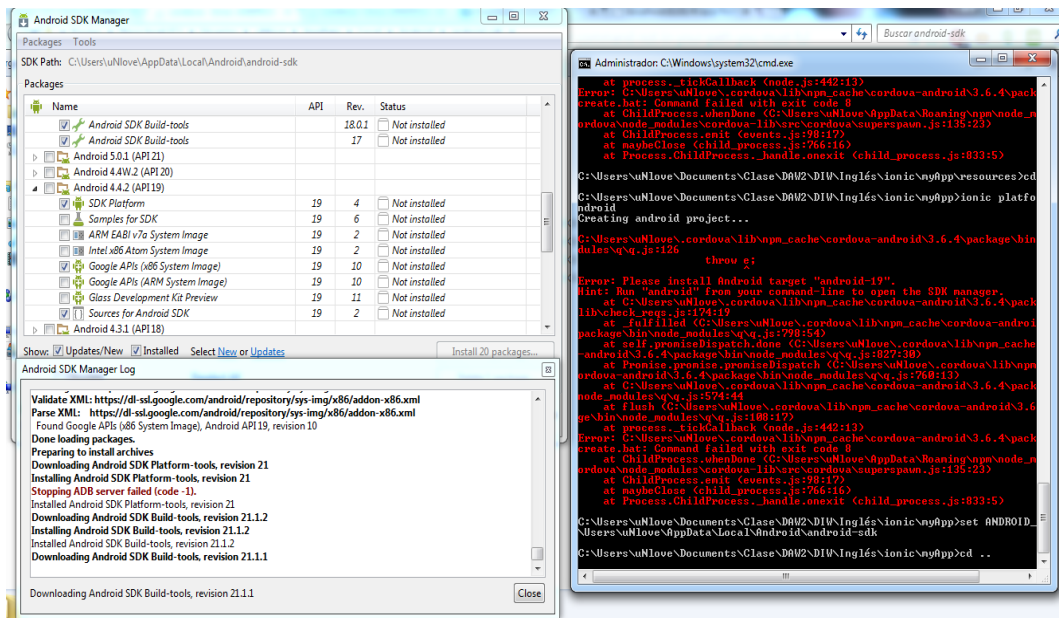 Android SDK Manager
Packages Tools
SDK Path: C:\Users\uNlove\AppData\Local\Android\android-sdk
Packages
Name API Rev. Status
Android SDK Build-tools 18.0.1 Not installed
Android SDK Build-tools 17 Not installed
Android 5.0.1 (API 21)
Android 4.4W.2 (API 20)
Android 4.4.2 (API 19)
SDK Platform 19 4 Not installed
Samples for SDK 19 6 Not installed
ARM EABI v7a System Image 19 2 Not installed
Intel x86 Atom System Image 19 2 Not installed
Google APIs (x86 System Image) 19 10 Not installed
Google APIs (ARM System Image) 19 10 Not installed
Glass Development Kit Preview 19 11 Not installed
Sources for Android SDK 19 2 Not installed
Android 4.3.1 (API 18)
Show: Updates/New Installed Select New or Updates Install 20 packages...
Android SDK Manager Log
Validate XML: https://dl-ssl.google.com/android/repository/sys-img/x86/addon-x86.xml
Parse XML: https://dl-ssl.google.com/android/repository/sys-img/x86/addon-x86.xml
Found Google APIs (x86 System Image), Android API 19, revision 10
Done loading packages.
Preparing to install archives
Downloading Android SDK Platform-tools, revision 21
Installing Android SDK Platform-tools, revision 21
Stopping ADB server failed (code -1).
Installed Android SDK Platform-tools, revision 21
Downloading Android SDK Build-tools, revision 21.1.2
Installing Android SDK Build-tools, revision 21.1.2
Installed Android SDK Build-tools, revision 21.1.2
Downloading Android SDK Build-tools, revision 21.1.1
Downloading Android SDK Build-tools, revision 21.1.1 Close
Buscar android-sdk
Administrador: C:\Windows\system32\cmd.exe
at process._tickCallback (node.js:442:13)
Error: C:\Users\uNlove\.cordova\lib\npm_cache\cordova-android\3.6.4\pack
create.bat: Command failed with exit code 8
at ChildProcess.whenDone (C:\Users\uNlove\AppData\Roaming\npm\node_m
ordova\node_modules\cordova-lib\src\cordova\superspawn.js:135:23)
at ChildProcess.emit (events.js:98:17)
at maybeClose (child_process.js:766:16)
at Process.ChildProcess._handle.onexit (child_process.js:833:5)
C:\Users\uNlove\Documents\Clase\DAW2\DIW\Inglés\ionic\myApp\resources>cd
C:\Users\uNlove\Documents\Clase\DAW2\DIW\Inglés\ionic\myApp>ionic platfo
ndroid
Creating android project...
C:\Users\uNlove\.cordova\lib\npm_cache\cordova-android\3.6.4\package\bin
dules\q\q.js:126
throw e;
^
Error: Please install Android target "android-19".
Hint: Run "android" from your command-line to open the SDK manager.
at C:\Users\uNlove\.cordova\lib\npm_cache\cordova-android\3.6.4\pack
lib\check_reqs.js:174:19
at _fulfilled (C:\Users\uNlove\.cordova\lib\npm_cache\cordova-androi
package\bin\node_modules\q\q.js:798:54)
at self.promiseDispatch.done (C:\Users\uNlove\.cordova\lib\npm_cache
-android\3.6.4\package\bin\node_modules\q\q.js:827:30)
at Promise.promise.promiseDispatch (C:\Users\uNlove\.cordova\lib\npm
ordova-android\3.6.4\package\bin\node_modules\q\q.js:760:13)
at C:\Users\uNlove\.cordova\lib\npm_cache\cordova-android\3.6.4\pack
node_modules\q\q.js:574:44
at flush (C:\Users\uNlove\.cordova\lib\npm_cache\cordova-android\3.6
ge\bin\node_modules\q\q.js:108:17)
at process._tickCallback (node.js:442:13)
Error: C:\Users\uNlove\.cordova\lib\npm_cache\cordova-android\3.6.4\pack
create.bat: Command failed with exit code 8
at ChildProcess.whenDone (C:\Users\uNlove\AppData\Roaming\npm\node_m
ordova\node_modules\cordova-lib\src\cordova\superspawn.js:135:23)
at ChildProcess.emit (events.js:98:17)
at maybeClose (child_process.js:766:16)
at Process.ChildProcess._handle.onexit (child_process.js:833:5)
C:\Users\uNlove\Documents\Clase\DAW2\DIW\Inglés\ionic\myApp>set ANDROID_
\Users\uNlove\AppData\Local\Android\android-sdk
C:\Users\uNlove\Documents\Clase\DAW2\DIW\Inglés\ionic\myApp>cd ..